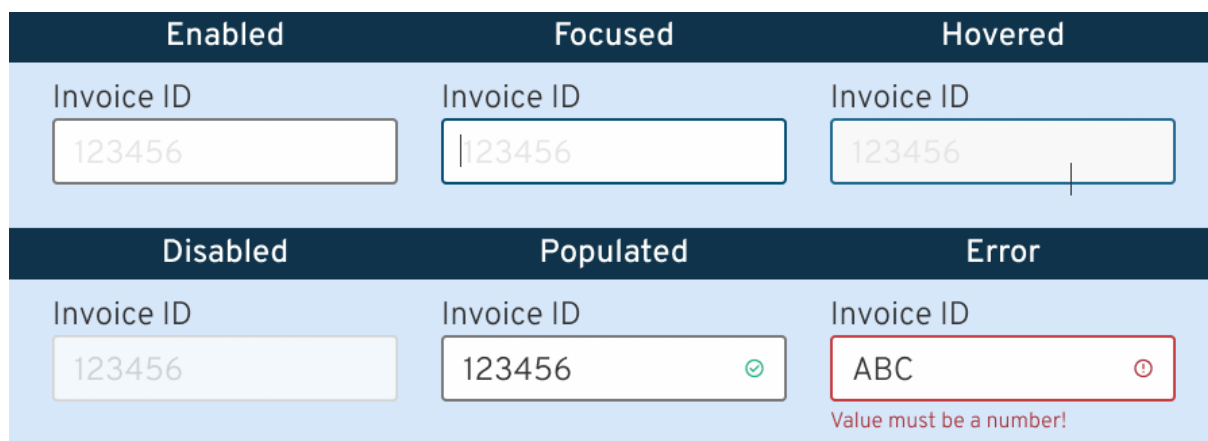 Enabled Focused Hovered
Invoice ID Invoice ID Invoice ID
123456 123456 123456
Disabled Populated Error
Invoice ID Invoice ID Invoice ID
123456 123456 ABC
Value must be a number!